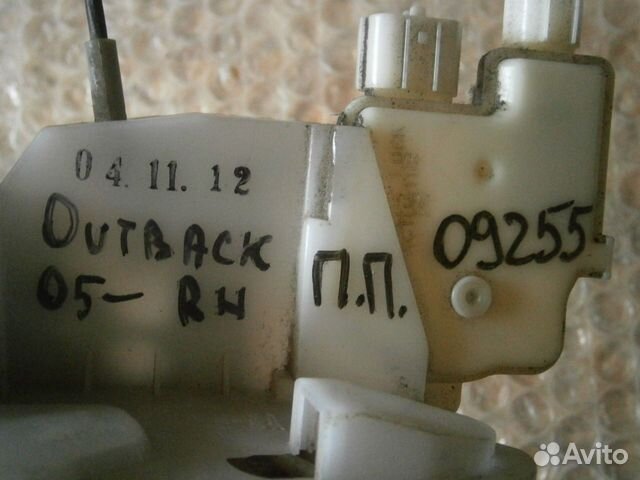 04.11.12
OUTBACK
05- RH
П.П.
09255
Avito